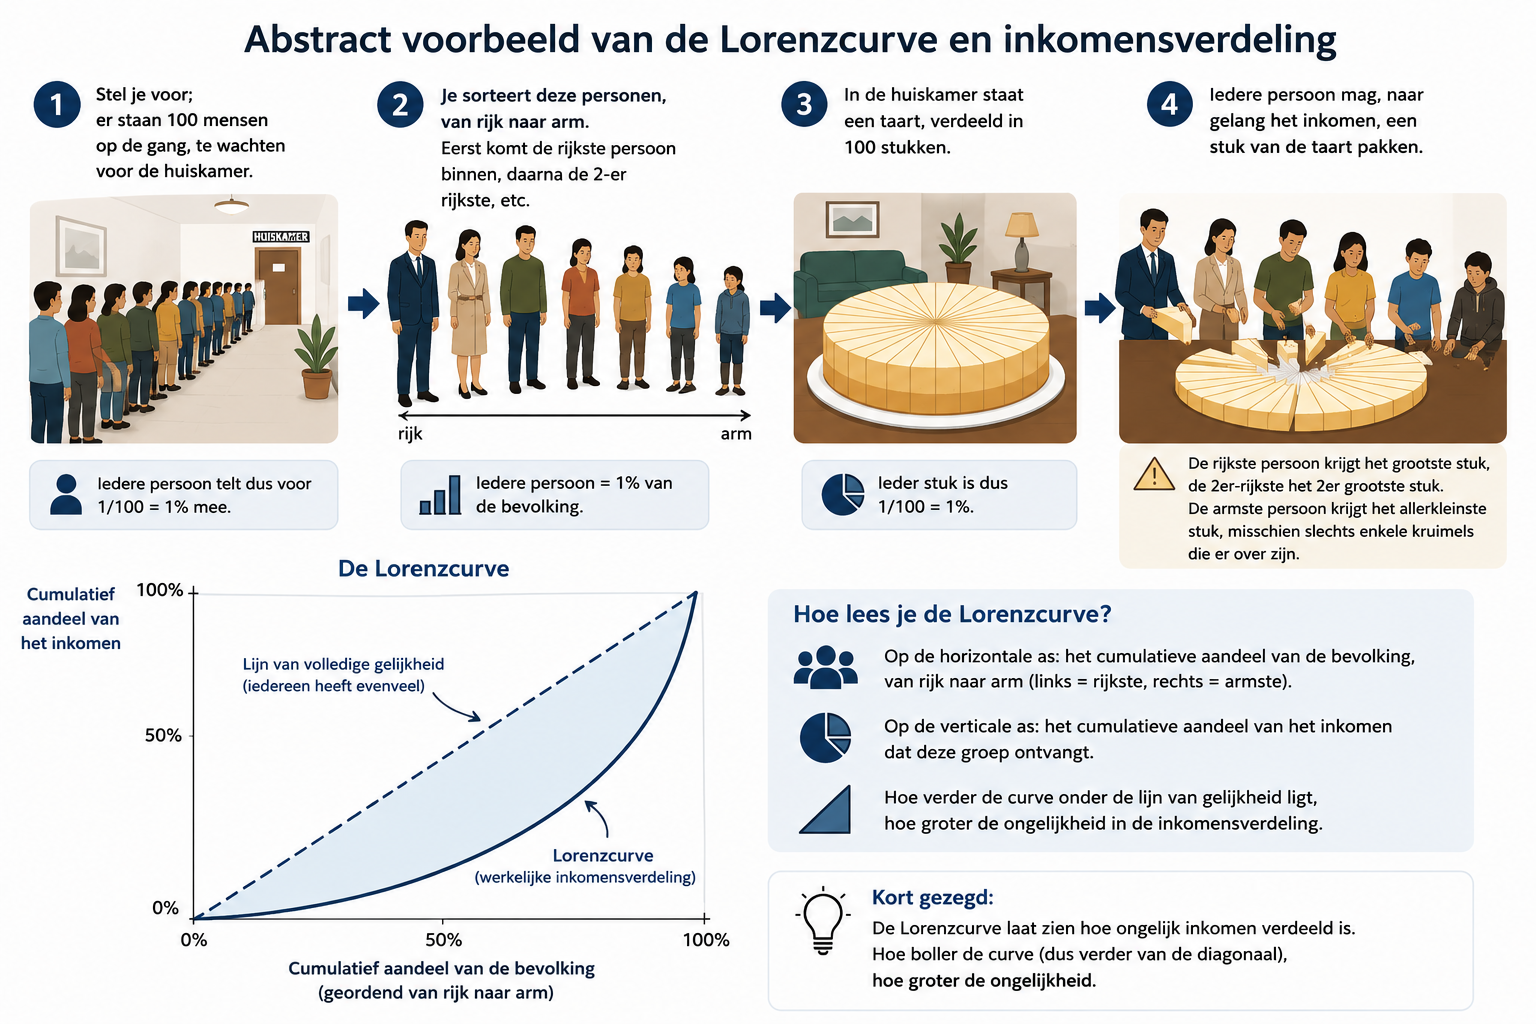 Abstract voorbeeld van de Lorenzcurve en inkomensverdeling
1
Stel je voor;
er staan 100 mensen
op de gang, te wachten
voor de huiskamer.
HUISKAMER
Iedere persoon telt dus voor
1/100 = 1% mee.
2
Je sorteert deze personen,
van rijk naar arm.
Eerst komt de rijkste persoon
binnen, daarna de 2-er
rijkste, etc.
rijk
arm
Iedere persoon = 1% van
de bevolking.
3
In de huiskamer staat
een taart, verdeeld in
100 stukken.
Ieder stuk is dus
1/100 = 1%.
4
Iedere persoon mag, naar
gelang het inkomen, een
stuk van de taart pakken.
De rijkste persoon krijgt het grootste stuk,
de 2er-rijkste het 2er grootste stuk.
De armste persoon krijgt het allerkleinste
stuk, misschien slechts enkele kruimels
die er over zijn.
De Lorenzcurve
Cumulatief
aandeel van
het inkomen
100%
50%
0%
Lijn van volledige gelijkheid
(iedereen heeft evenveel)
Lorenzcurve
(werkelijke inkomensverdeling)
0%
50%
100%
Cumulatief aandeel van de bevolking
(geordend van rijk naar arm)
Hoe lees je de Lorenzcurve?
Op de horizontale as: het cumulatieve aandeel van de bevolking,
van rijk naar arm (links = rijkste, rechts = armste).
Op de verticale as: het cumulatieve aandeel van het inkomen
dat deze groep ontvangt.
Hoe verder de curve onder de lijn van gelijkheid ligt,
hoe groter de ongelijkheid in de inkomensverdeling.
Kort gezegd:
De Lorenzcurve laat zien hoe ongelijk inkomen verdeeld is.
Hoe boller de curve (dus verder van de diagonaal),
hoe groter de ongelijkheid.